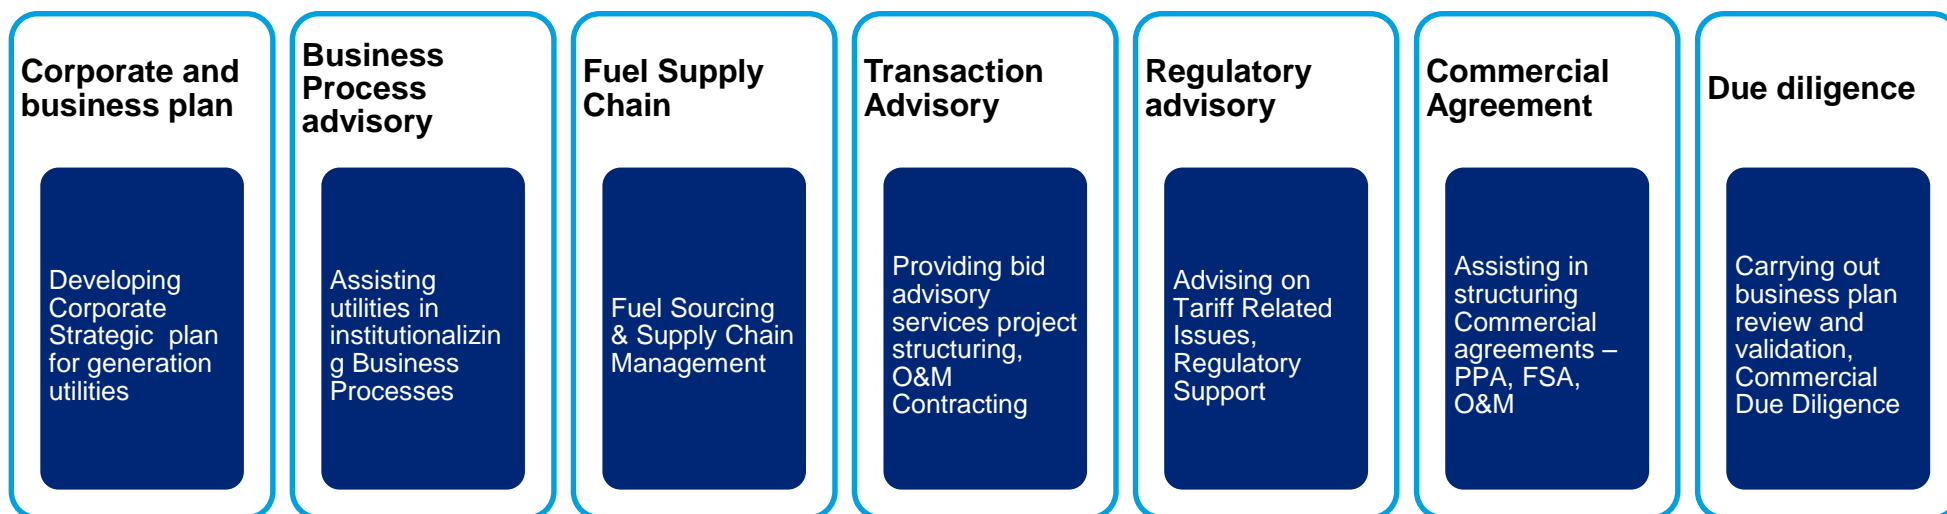 Corporate and
business plan
Developing
Corporate
Strategic  plan
for generation
utilities
Business
Process
advisory
Assisting
utilities in
institutionalizin
g Business
Processes
Fuel Supply
Chain
Fuel Sourcing
& Supply Chain
Management
Transaction
Advisory
Providing bid
advisory
services project
structuring,
O&M
Contracting
Regulatory
advisory
Advising on
Tariff Related
Issues,
Regulatory
Support
Commercial
Agreement
Assisting in
structuring
Commercial
agreements –
PPA, FSA,
O&M
Due diligence
Carrying out
business plan
review and
validation,
Commercial
Due Diligence